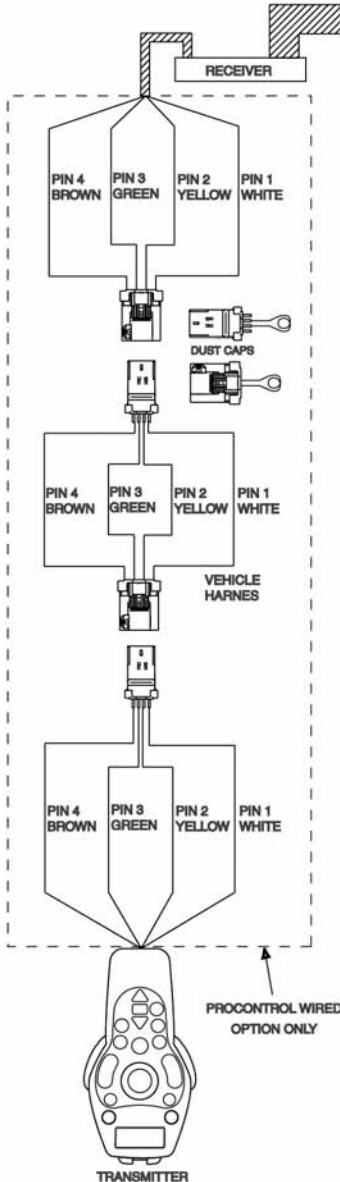 RECEIVER
PIN 4 PIN 3 PIN 2 PIN 1
BROWN GREEN YELLOW WHITE
DUST CAPS
PIN 4 PIN 3 PIN 2 PIN 1
BROWN GREEN YELLOW WHITE
VEHICLE
HARNES
PIN 4 PIN 3 PIN 2 PIN 1
BROWN GREEN YELLOW WHITE
PROCONTROL WIRED
OPTION ONLY
TRANSMITTER